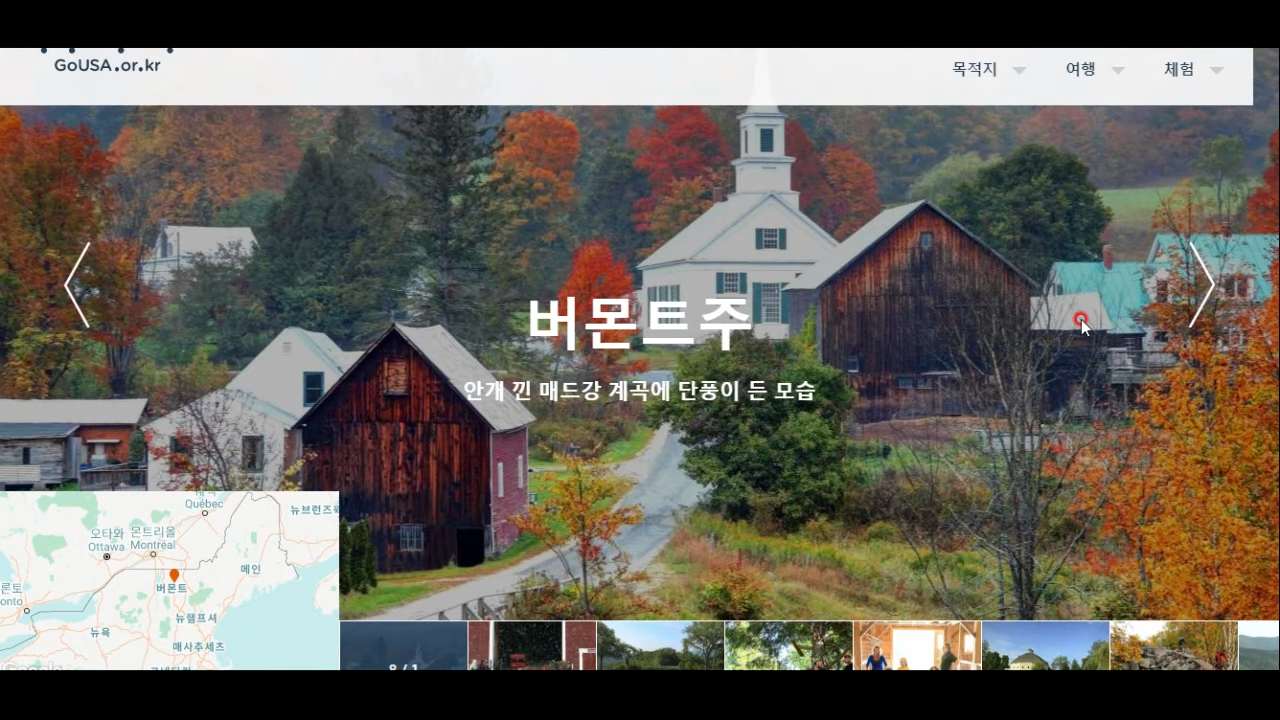 GoUSA.or.kr
목적지
여행
체험
버몬트주
안개 낀 매드강 계곡에 단풍이 든 모습
Québec
뉴브런즈윅
오타와
Ottawa
몬트리올
Montréal
메인
버몬트
뉴햄프셔
뉴욕
매사추세츠